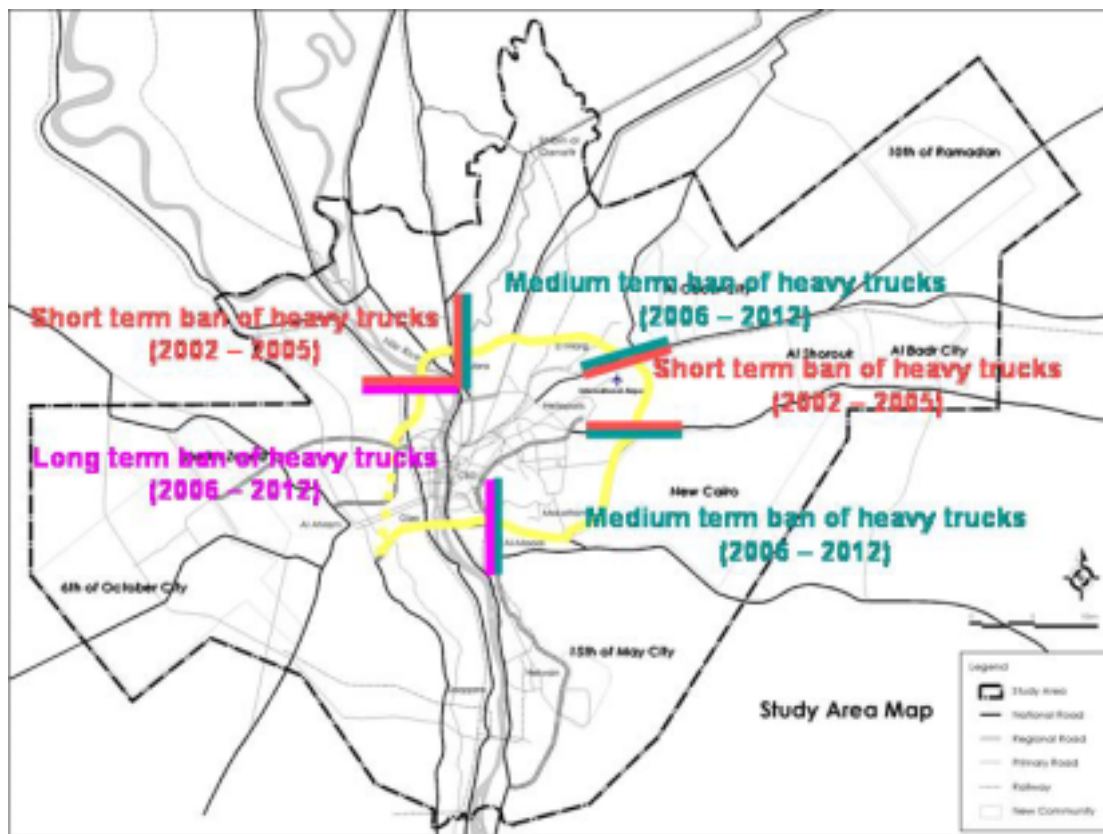 10th of Ramadan
Medium term ban of heavy trucks
(2006 – 2012)
Short term ban of heavy trucks
(2002 – 2005)
Al Shorouk
Al Badr City
Short term ban of heavy trucks
(2002 – 2005)
Long term ban of heavy trucks
(2006 – 2012)
New Cairo
Medium term ban of heavy trucks
(2006 – 2012)
6th of October City
15th of May City
Helwan
Study Area Map
Legend
Study Area
National Road
Regional Road
Primary Road
Railway
New Community